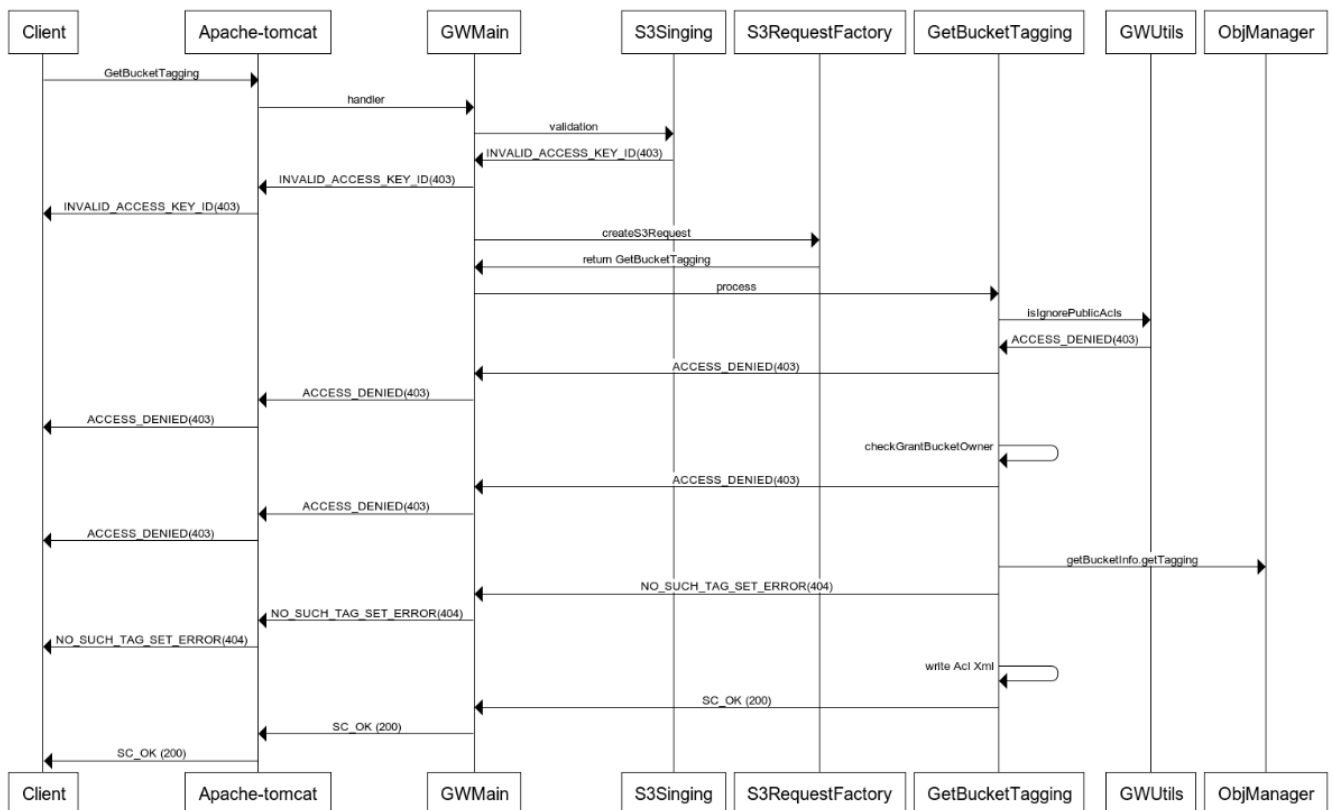 Client Apache-tomcat GWMain S3Singing S3RequestFactory GetBucketTagging GWUtils ObjManager
GetBucketTagging
handler
validation
INVALID_ACCESS_KEY_ID(403)
INVALID_ACCESS_KEY_ID(403)
INVALID_ACCESS_KEY_ID(403)
createS3Request
return GetBucketTagging
process
isIgnorePublicAcls
ACCESS_DENIED(403)
ACCESS_DENIED(403)
ACCESS_DENIED(403)
ACCESS_DENIED(403)
checkGrantBucketOwner
ACCESS_DENIED(403)
ACCESS_DENIED(403)
ACCESS_DENIED(403)
getBucketInfo.getTagging
NO_SUCH_TAG_SET_ERROR(404)
NO_SUCH_TAG_SET_ERROR(404)
NO_SUCH_TAG_SET_ERROR(404)
write Acl Xml
SC_OK (200)
SC_OK (200)
SC_OK (200)
Client Apache-tomcat GWMain S3Singing S3RequestFactory GetBucketTagging GWUtils ObjManager